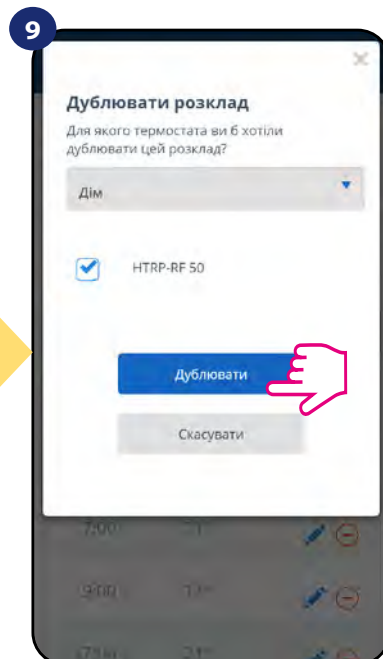 9
Дублювати розклад
Для якого термостата ви б хотіли
дублювати цей розклад?
Дім
HTRP-RF 50
Дублювати
Скасувати
7:00
9:00